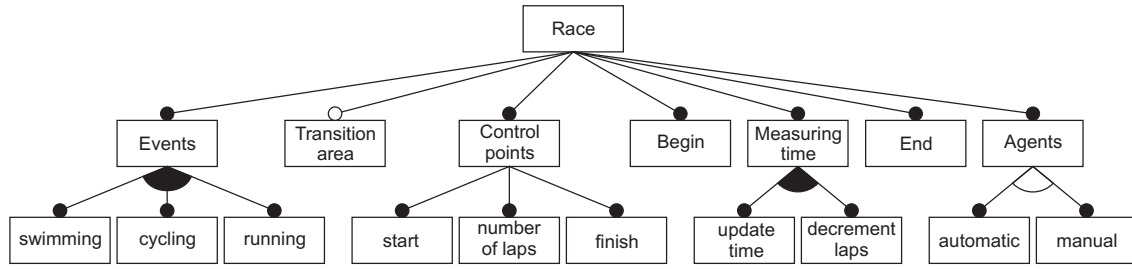 Race
Events
Transition
area
Control
points
Begin
Measuring
time
End
Agents
swimming
cycling
running
start
number
of laps
finish
update
time
decrement
laps
automatic
manual